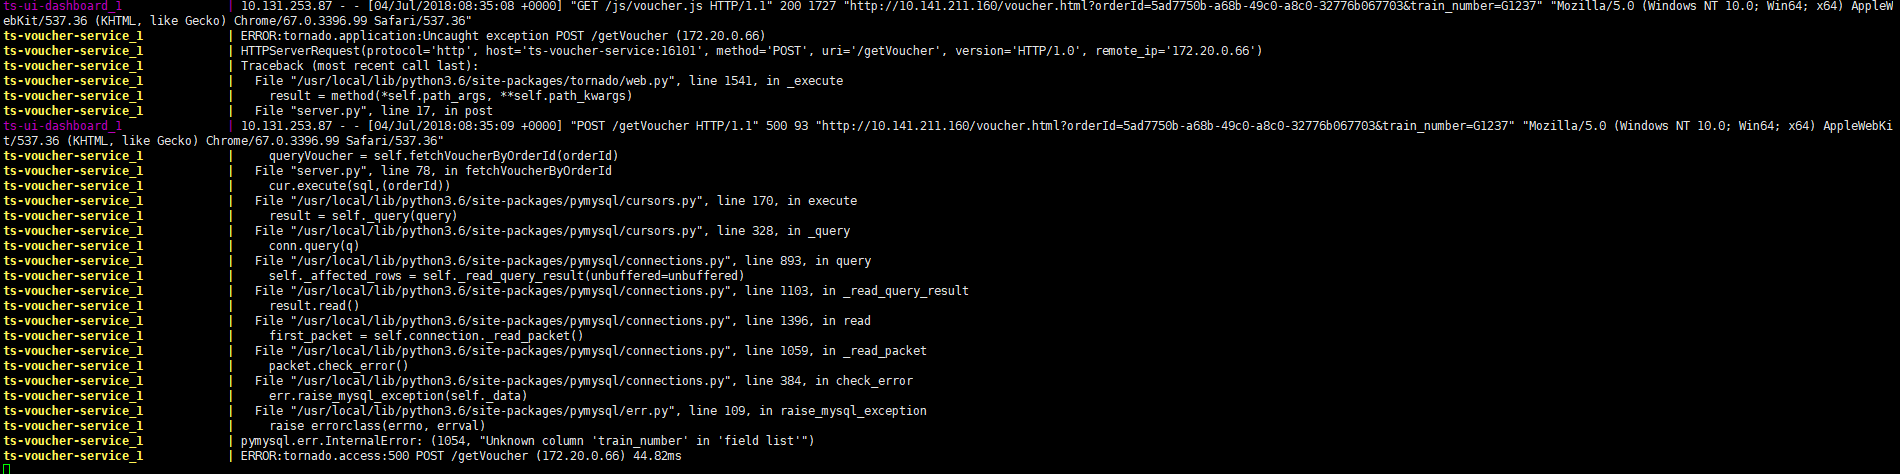 ts-ui-dashboard_1 | 10.131.253.87 - - [04/Jul/2018:08:35:08 +0000] "GET /js/voucher.js HTTP/1.1" 200 1727 "http://10.141.211.160/voucher.html?orderId=5ad7750b-a68b-49c0-a8c0-32776b067703&train_number=G1237" "Mozilla/5.0 (Windows NT 10.0; Win64; x64) AppleW
ebKit/537.36 (KHTML, like Gecko) Chrome/67.0.3396.99 Safari/537.36"
ts-voucher-service_1 | ERROR:tornado.application:Uncaught exception POST /getVoucher (172.20.0.66)
ts-voucher-service_1 | HTTPServerRequest(protocol='http', host='ts-voucher-service:16101', method='POST', uri='/getVoucher', version='HTTP/1.0', remote_ip='172.20.0.66')
ts-voucher-service_1 | Traceback (most recent call last):
ts-voucher-service_1 |   File "/usr/local/lib/python3.6/site-packages/tornado/web.py", line 1541, in _execute
ts-voucher-service_1 |     result = method(*self.path_args, **self.path_kwargs)
ts-voucher-service_1 |   File "server.py", line 17, in post
ts-ui-dashboard_1 | 10.131.253.87 - - [04/Jul/2018:08:35:09 +0000] "POST /getVoucher HTTP/1.1" 500 93 "http://10.141.211.160/voucher.html?orderId=5ad7750b-a68b-49c0-a8c0-32776b067703&train_number=G1237" "Mozilla/5.0 (Windows NT 10.0; Win64; x64) AppleWebKi
t/537.36 (KHTML, like Gecko) Chrome/67.0.3396.99 Safari/537.36"
ts-voucher-service_1 |     queryVoucher = self.fetchVoucherByOrderId(orderId)
ts-voucher-service_1 |   File "server.py", line 78, in fetchVoucherByOrderId
ts-voucher-service_1 |     cur.execute(sql,(orderId))
ts-voucher-service_1 |   File "/usr/local/lib/python3.6/site-packages/pymysql/cursors.py", line 170, in execute
ts-voucher-service_1 |     result = self._query(query)
ts-voucher-service_1 |   File "/usr/local/lib/python3.6/site-packages/pymysql/cursors.py", line 328, in _query
ts-voucher-service_1 |     conn.query(q)
ts-voucher-service_1 |   File "/usr/local/lib/python3.6/site-packages/pymysql/connections.py", line 893, in query
ts-voucher-service_1 |     self._affected_rows = self._read_query_result(unbuffered=unbuffered)
ts-voucher-service_1 |   File "/usr/local/lib/python3.6/site-packages/pymysql/connections.py", line 1103, in _read_query_result
ts-voucher-service_1 |     result.read()
ts-voucher-service_1 |   File "/usr/local/lib/python3.6/site-packages/pymysql/connections.py", line 1396, in read
ts-voucher-service_1 |     first_packet = self.connection._read_packet()
ts-voucher-service_1 |   File "/usr/local/lib/python3.6/site-packages/pymysql/connections.py", line 1059, in _read_packet
ts-voucher-service_1 |     packet.check_error()
ts-voucher-service_1 |   File "/usr/local/lib/python3.6/site-packages/pymysql/connections.py", line 384, in check_error
ts-voucher-service_1 |     err.raise_mysql_exception(self._data)
ts-voucher-service_1 |   File "/usr/local/lib/python3.6/site-packages/pymysql/err.py", line 109, in raise_mysql_exception
ts-voucher-service_1 |     raise errorclass(errno, errval)
ts-voucher-service_1 | pymysql.err.InternalError: (1054, "Unknown column 'train_number' in 'field list'")
ts-voucher-service_1 | ERROR:tornado.access:500 POST /getVoucher (172.20.0.66) 44.82ms